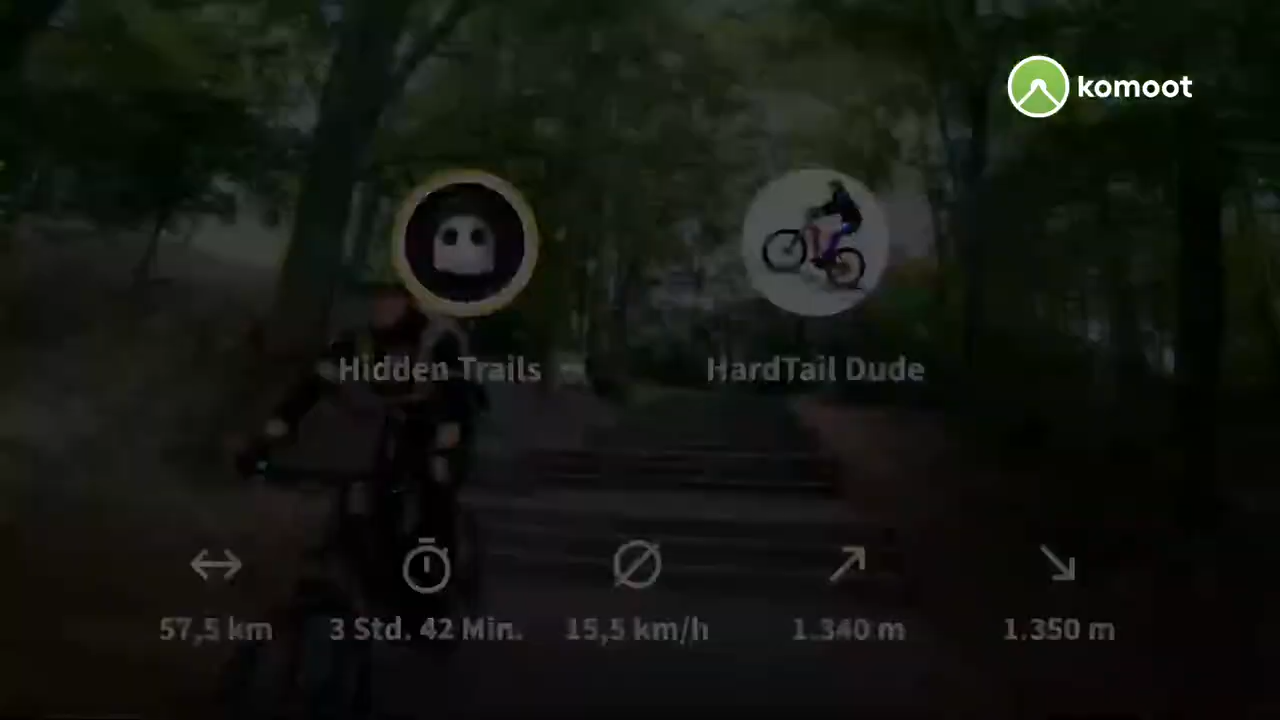 komoot
Hidden Trails
HardTail Dude
57,5 km
3 Std. 42 Min.
15,5 km/h
1.340 m
1.350 m